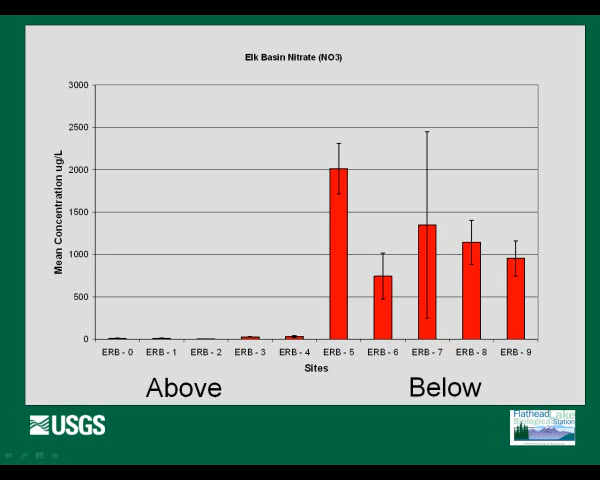 Elk Basin Nitrate (NO3)
3000
2500
2000
1500
1000
500
0
Mean Concentration ug/L
ERB - 0 ERB - 1 ERB - 2 ERB - 3 ERB - 4 ERB - 5 ERB - 6 ERB - 7 ERB - 8 ERB - 9
Sites
Above Below
USGS
Flathead Lake
Biological Station